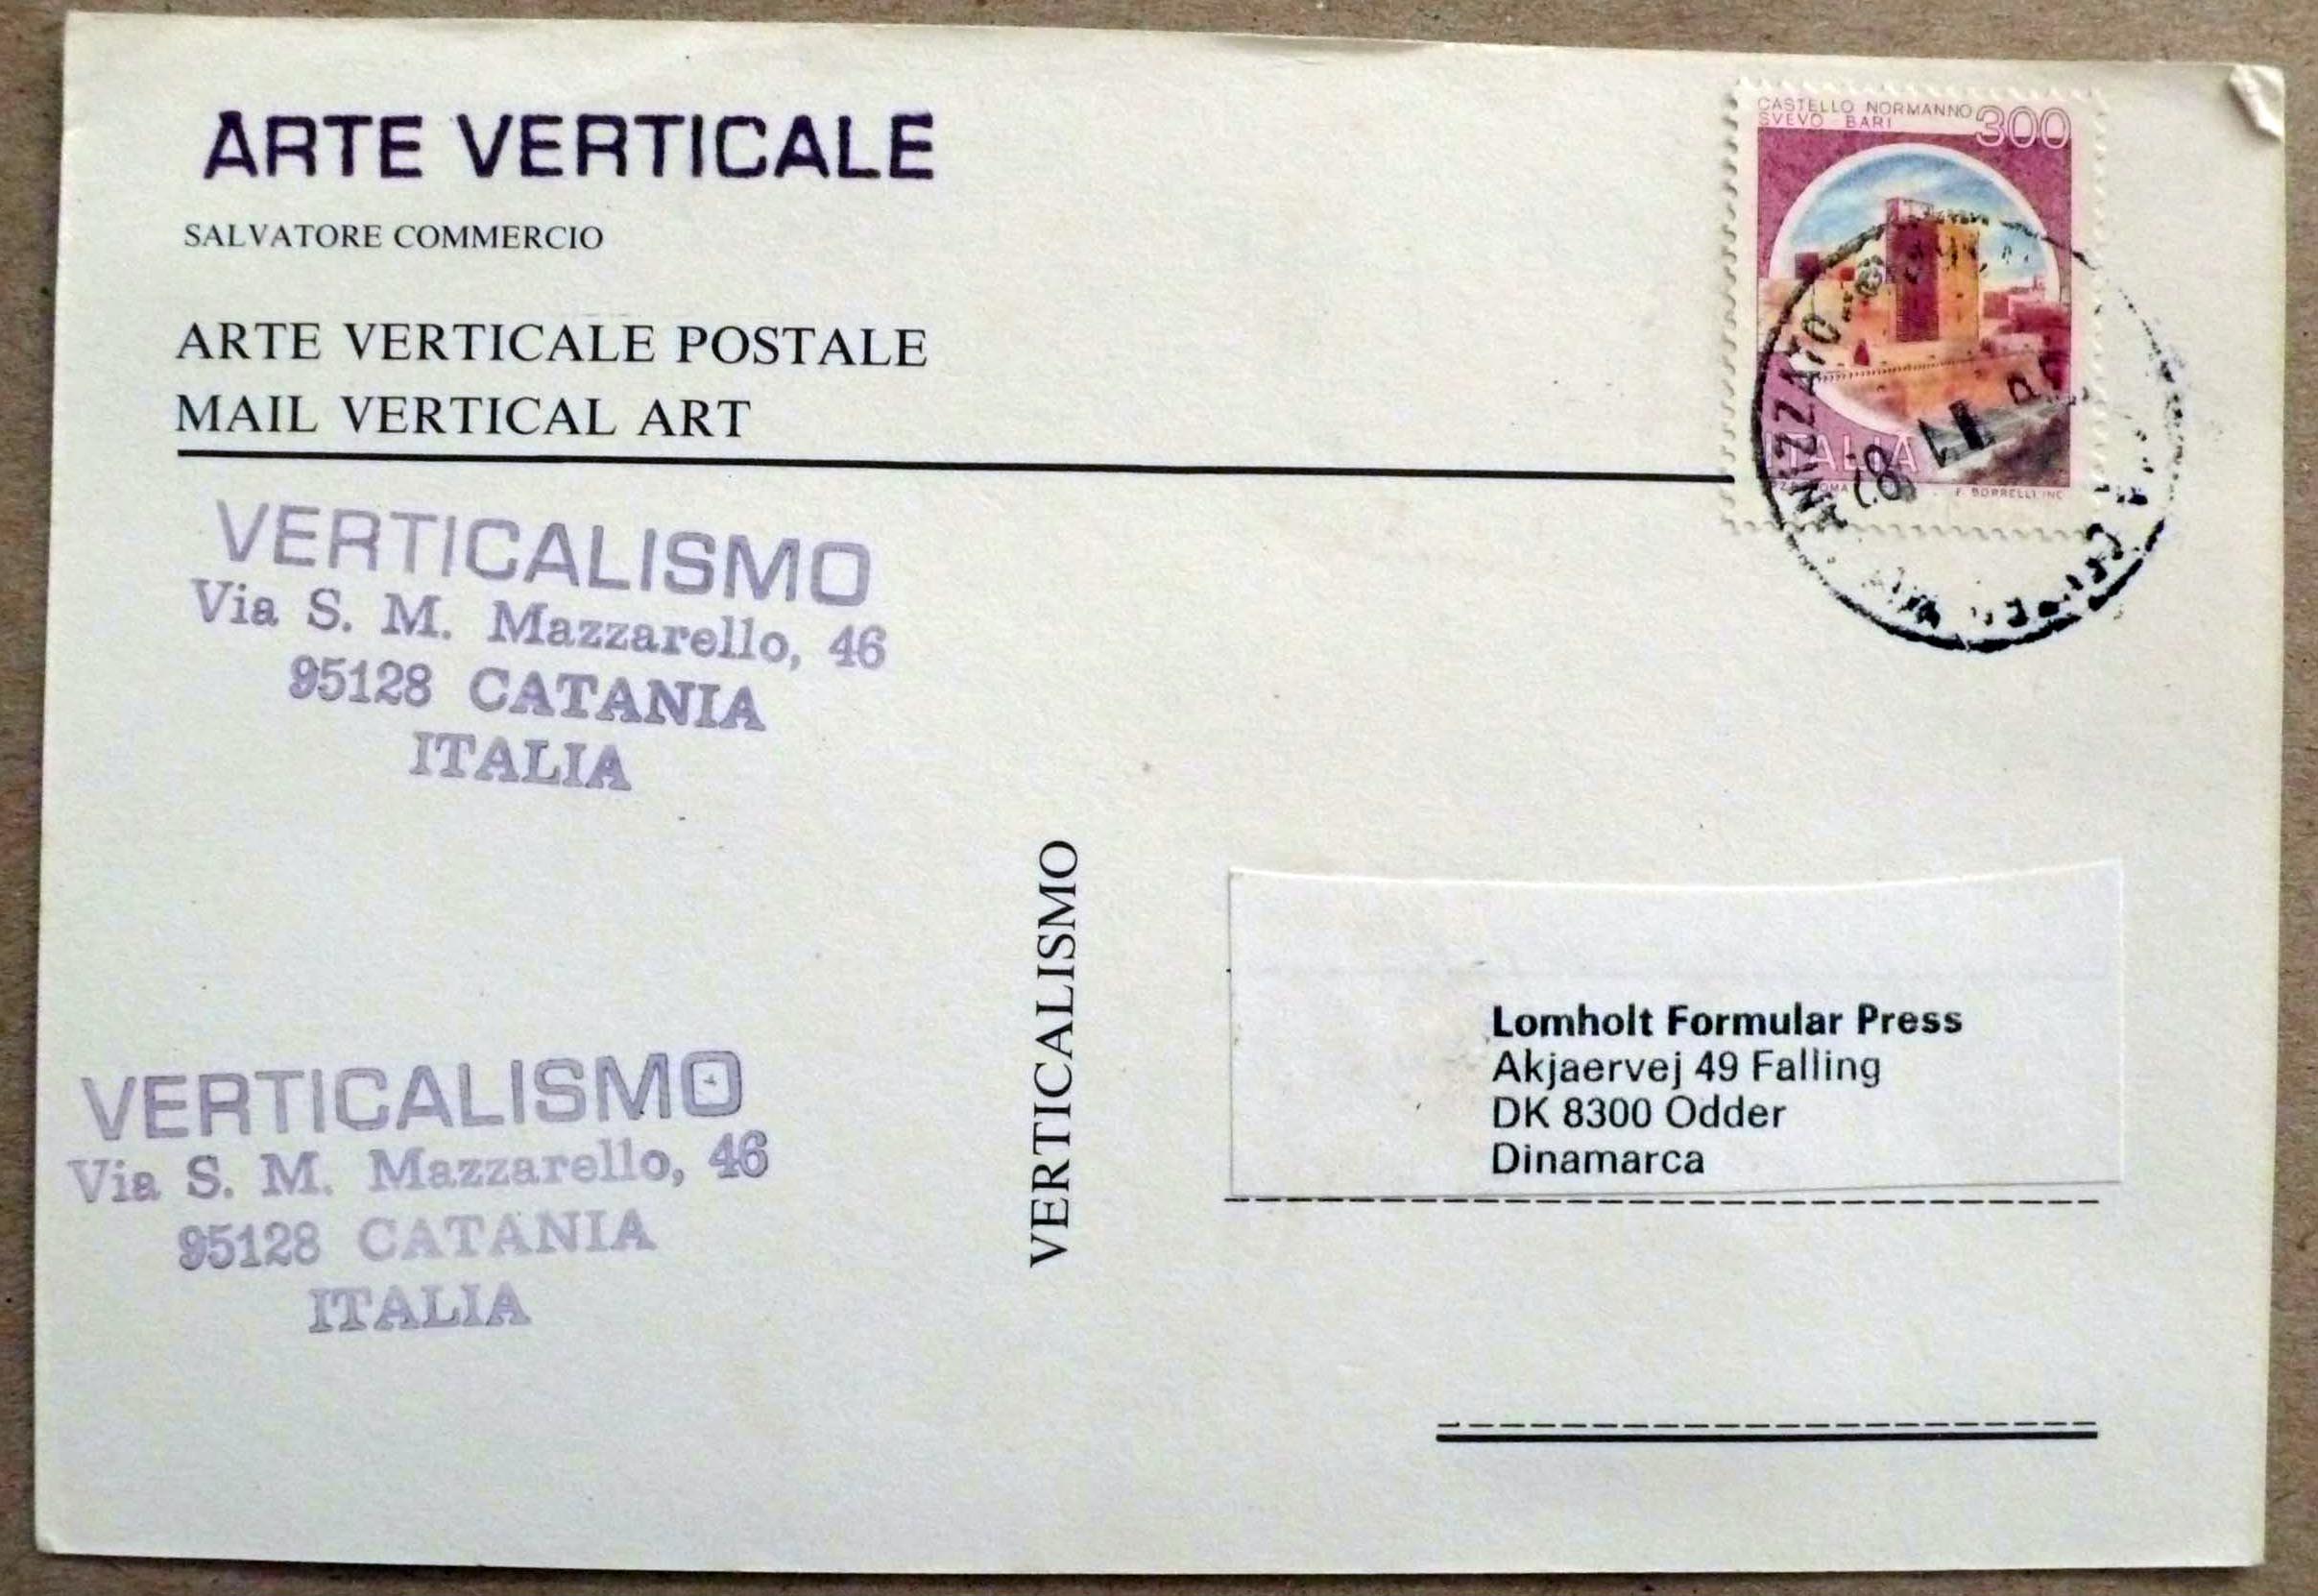 ARTE VERTICALE
SALVATORE COMMERCIO
ARTE VERTICALE POSTALE
MAIL VERTICAL ART
CASTELLO NORMANNO
SVEVO - BARI
300
ITALIA
ROMA
F. BORRELLI INC.
VERTICALISMO
Via S. M. Mazzarello, 46
95128 CATANIA
ITALIA
VERTICALISMO
Via S. M. Mazzarello, 46
95128 CATANIA
ITALIA
VERTICALISMO
Lomholt Formular Press
Akjaervej 49 Falling
DK 8300 Odder
Dinamarca